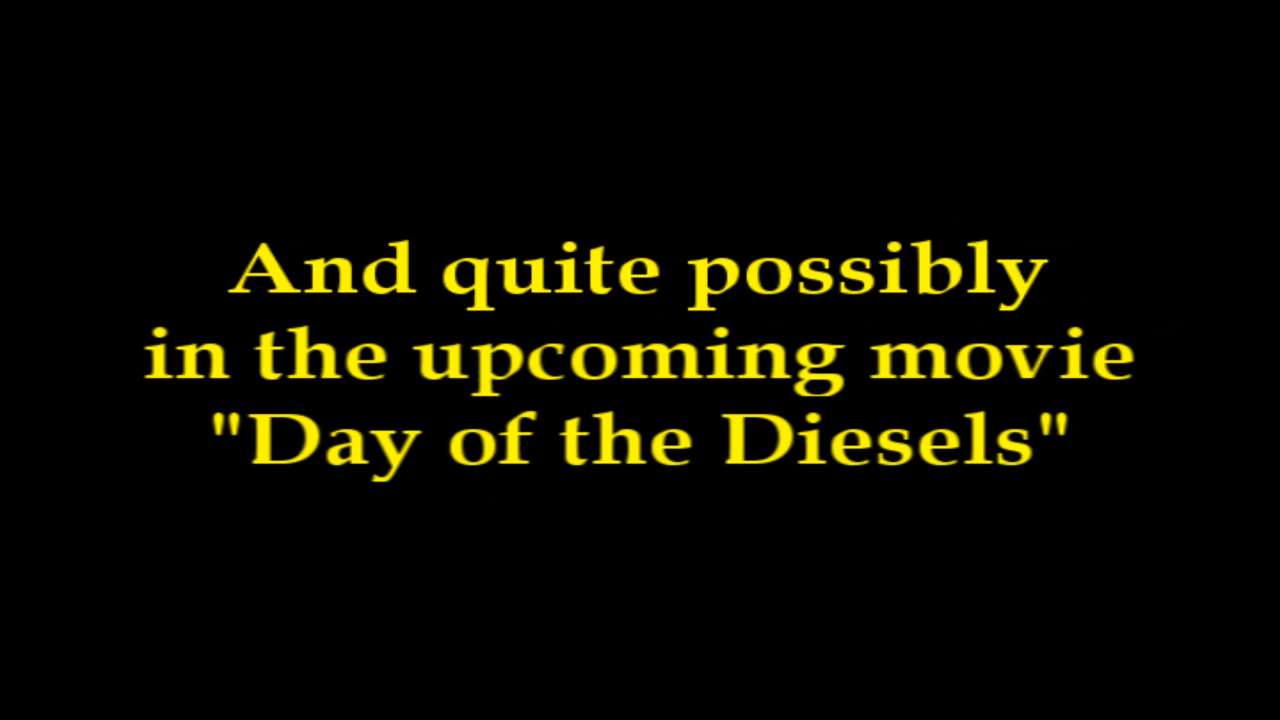 And quite possibly
in the upcoming movie
"Day of the Diesels"